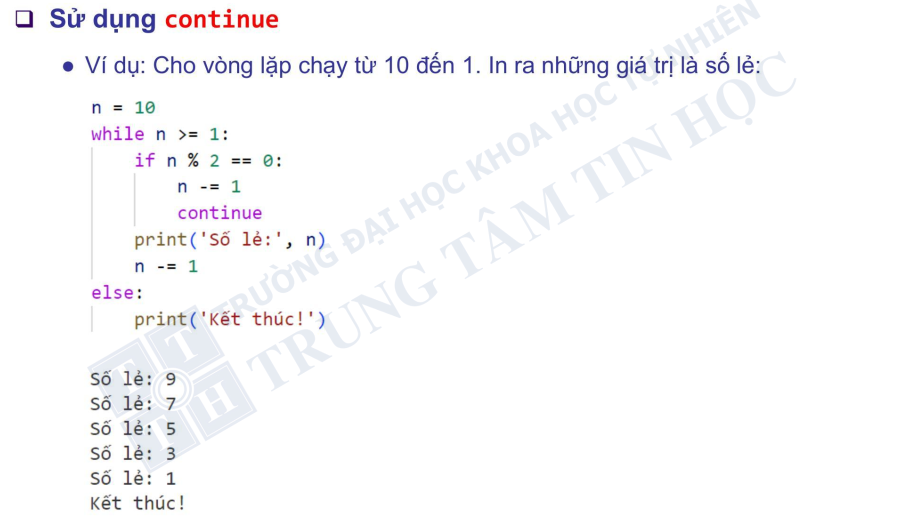 Sử dụng continue
Ví dụ: Cho vòng lặp chạy từ 10 đến 1. In ra những giá trị là số lẻ:
n = 10
while n >= 1:
    if n % 2 == 0:
        n -= 1
        continue
    print('Số lẻ:', n)
    n -= 1
else:
    print('Kết thúc!')
Số lẻ: 9
Số lẻ: 7
Số lẻ: 5
Số lẻ: 3
Số lẻ: 1
Kết thúc!
TRƯỜNG ĐẠI HỌC KHOA HỌC TỰ NHIÊN
TRUNG TÂM TIN HỌC